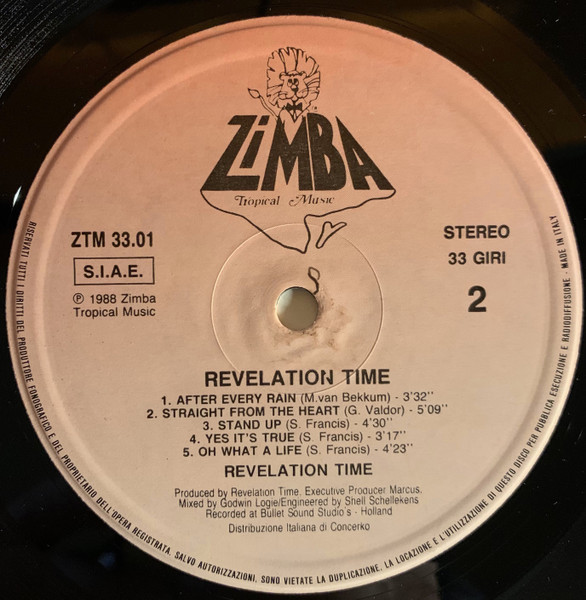 ZiMBA
Tropical Music
ZTM 33.01
S.I.A.E.
℗ 1988 Zimba
Tropical Music
STEREO
33 GIRI
2
REVELATION TIME
1. AFTER EVERY RAIN (M.van Bekkum) - 3'32''
2. STRAIGHT FROM THE HEART (G. Valdor) - 5'09''
3. STAND UP (S. Francis) - 4'30''
4. YES IT'S TRUE (S. Francis) - 3'17''
5. OH WHAT A LIFE (S. Francis) - 4'23''
REVELATION TIME
Produced by Revelation Time. Executive Producer Marcus.
Mixed by Godwin Logie/Engineered by Shell Schellekens
Recorded at Bullet Sound Studio's - Holland
Distribuzione Italiana di Concerko
RISERVATI TUTTI I DIRITTI DEL PRODUTTORE FONOGRAFICO E DEL PROPRIETARIO DELL'OPERA REGISTRATA. SALVO AUTORIZZAZIONI, SONO VIETATE LA DUPLICAZIONE, LA LOCAZIONE E L'UTILIZZAZIONE DI QUESTO DISCO PER PUBBLICA ESECUZIONE E RADIODIFFUSIONE - MADE IN ITALY